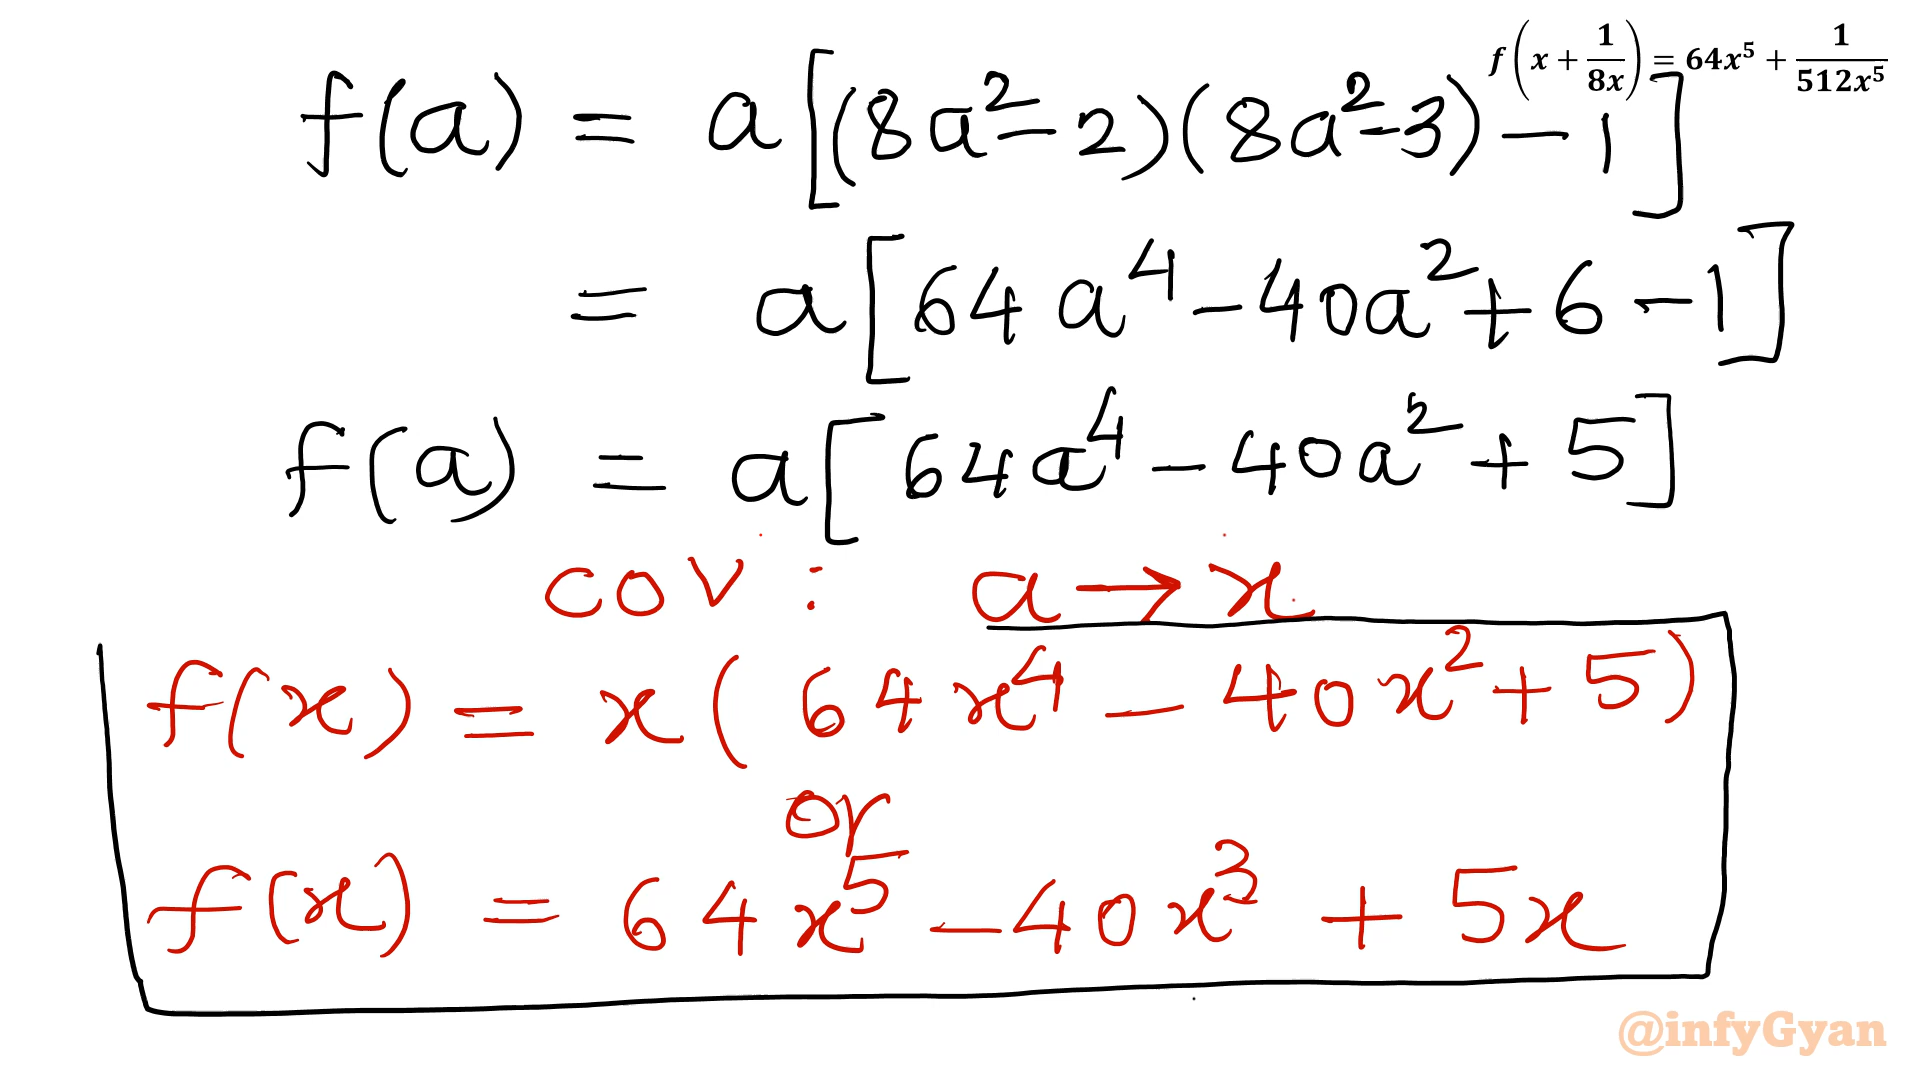 f(x + 1/8x) = 64x⁵ + 1/512x⁵
f(a) = a[(8a² - 2)(8a² - 3) - 1]
= a[64a⁴ - 40a² + 6 - 1]
f(a) = a[64a⁴ - 40a² + 5]
COV : a → x
f(x) = x(64x⁴ - 40x² + 5)
or
f(x) = 64x⁵ - 40x³ + 5x
@infyGyan